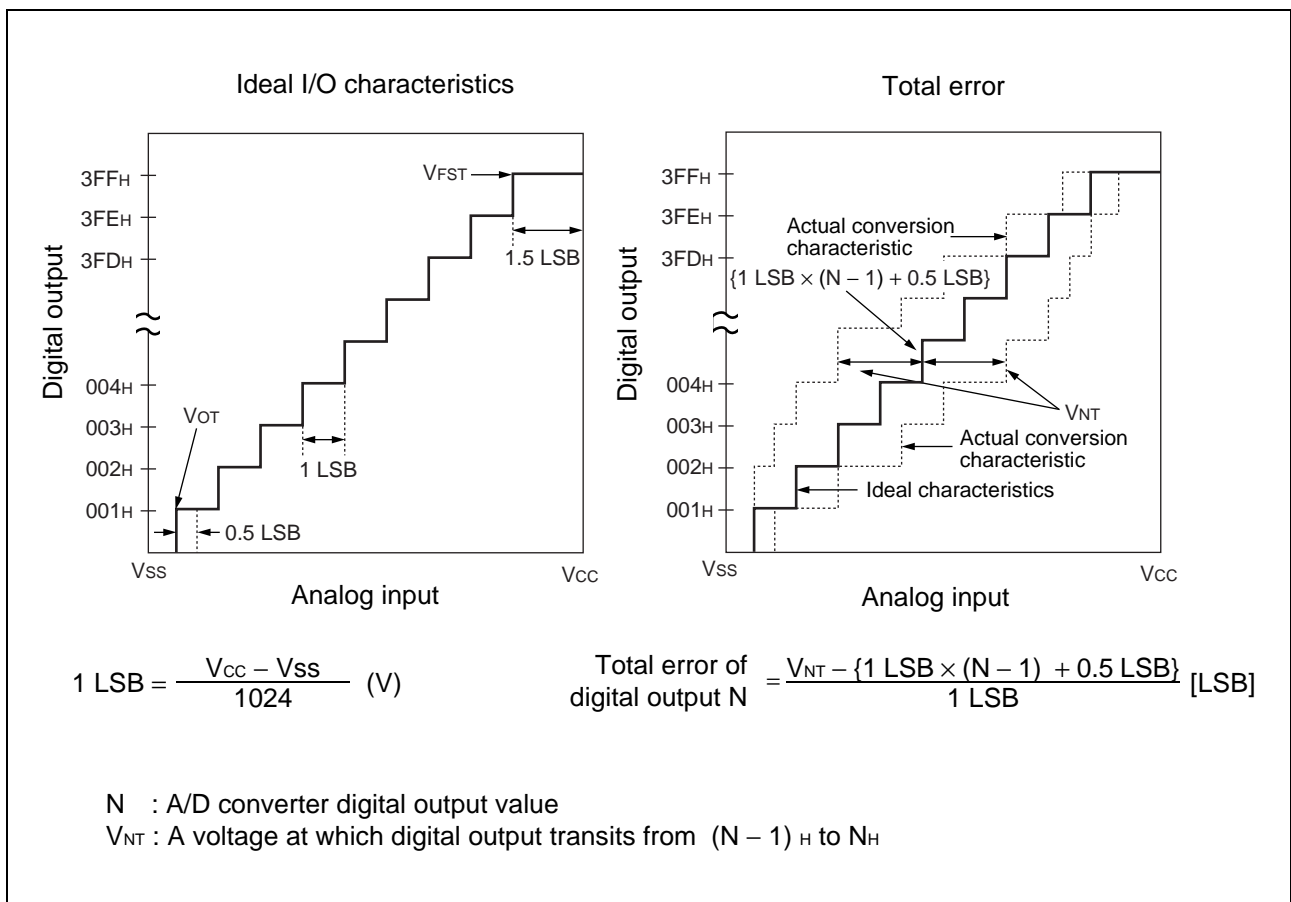 Ideal I/O characteristics
Digital output
3FFH
3FEH
3FDH
004H
003H
002H
001H
VFST
1.5 LSB
VOT
1 LSB
0.5 LSB
VSS
VCC
Analog input
Total error
Digital output
3FFH
3FEH
3FDH
004H
003H
002H
001H
Actual conversion
characteristic
{1 LSB × (N – 1) + 0.5 LSB}
VNT
Actual conversion
characteristic
Ideal characteristics
VSS
VCC
Analog input
1 LSB = VCC – Vss / 1024 (V)
Total error of
digital output N = VNT – {1 LSB × (N – 1) + 0.5 LSB} / 1 LSB [LSB]
N : A/D converter digital output value
VNT : A voltage at which digital output transits from (N – 1) H to NH